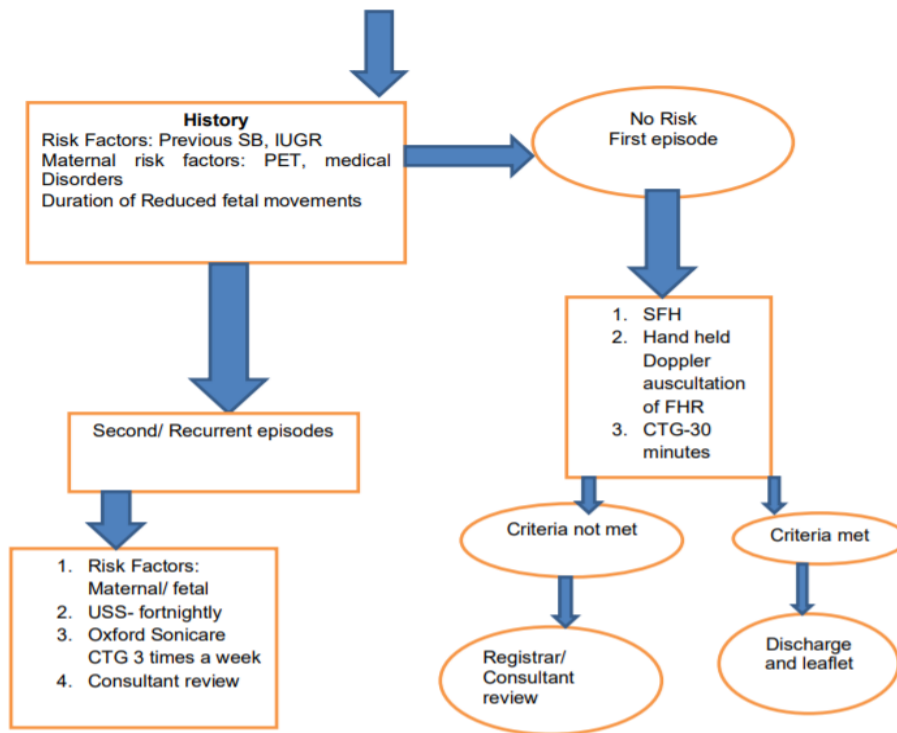 History
Risk Factors: Previous SB, IUGR
Maternal risk factors: PET, medical
Disorders
Duration of Reduced fetal movements
No Risk
First episode
1. SFH
2. Hand held
Doppler
auscultation
of FHR
3. CTG-30
minutes
Second/ Recurrent episodes
Criteria not met
Criteria met
1. Risk Factors:
Maternal/ fetal
2. USS- fortnightly
3. Oxford Sonicare
CTG 3 times a week
4. Consultant review
Registrar/
Consultant
review
Discharge
and leaflet